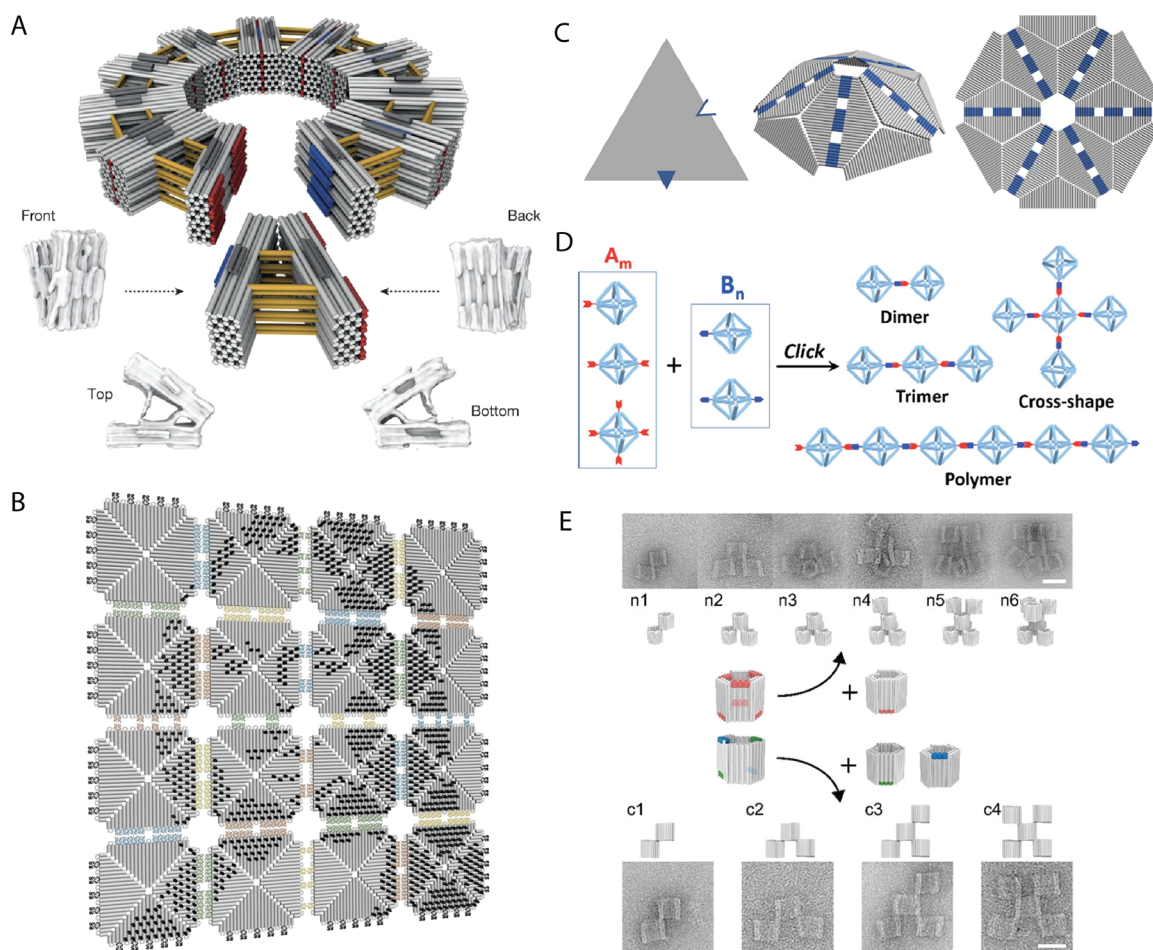 A
Front
Back
Top
Bottom
B
C
D
Am
Bn
+
Click
Dimer
Trimer
Cross-shape
Polymer
E
n1 n2 n3 n4 n5 n6
+
+
c1 c2 c3 c4